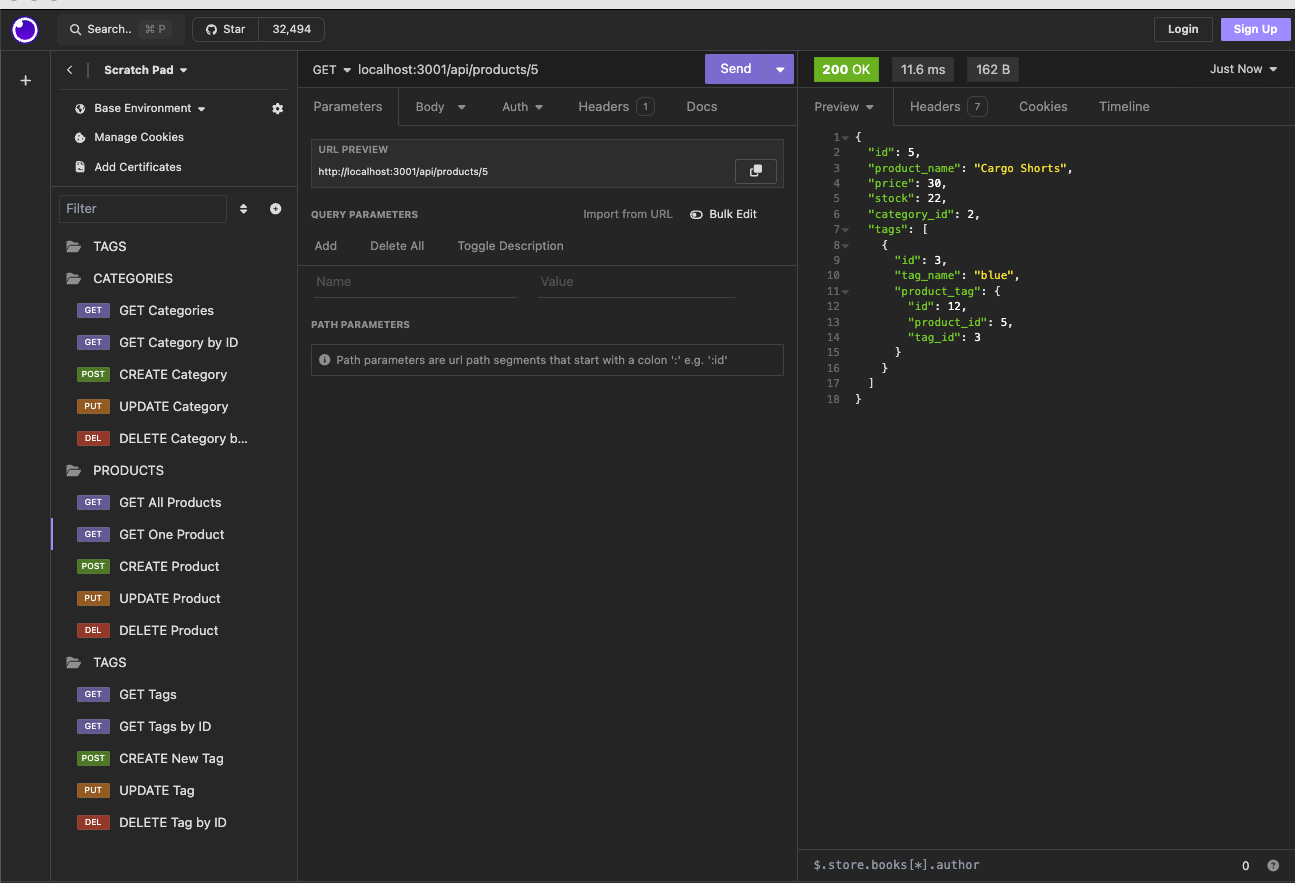 Search.. ⌘ P Star 32,494 Login Sign Up
Scratch Pad
Base Environment
Manage Cookies
Add Certificates
Filter
TAGS
CATEGORIES
GET GET Categories
GET GET Category by ID
POST CREATE Category
PUT UPDATE Category
DEL DELETE Category b...
PRODUCTS
GET GET All Products
GET GET One Product
POST CREATE Product
PUT UPDATE Product
DEL DELETE Product
TAGS
GET GET Tags
GET GET Tags by ID
POST CREATE New Tag
PUT UPDATE Tag
DEL DELETE Tag by ID
GET localhost:3001/api/products/5 Send
Parameters Body Auth Headers 1 Docs
URL PREVIEW
http://localhost:3001/api/products/5
QUERY PARAMETERS Import from URL Bulk Edit
Add Delete All Toggle Description
Name Value
PATH PARAMETERS
Path parameters are url path segments that start with a colon ':' e.g. ':id'
200 OK 11.6 ms 162 B Just Now
Preview Headers 7 Cookies Timeline
1 {
2 "id": 5,
3 "product_name": "Cargo Shorts",
4 "price": 30,
5 "stock": 22,
6 "category_id": 2,
7 "tags": [
8 {
9 "id": 3,
10 "tag_name": "blue",
11 "product_tag": {
12 "id": 12,
13 "product_id": 5,
14 "tag_id": 3
15 }
16 }
17 ]
18 }
$.store.books[*].author 0 ?